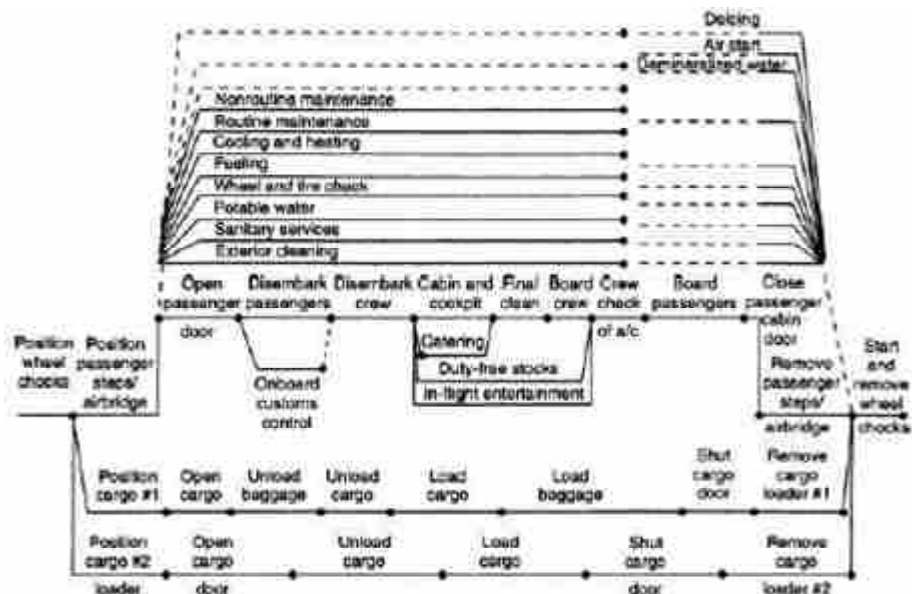 Deicing
Air start
Demineralized water
Nonroutine maintenance
Routine maintenance
Cooling and heating
Fueling
Wheel and tire check
Potable water
Sanitary services
Exterior cleaning
Open Disembark Disembark Cabin and Final Board Crew Board Close
passenger passengers crew cockpit clean crew check passengers passenger
door of a/c cabin
door
Catering
Duty-free stocks
In-flight entertainment
Onboard
customs
control
Position
wheel
chocks
Position
passenger
steps/
airbridge
Remove
passenger
steps/
airbridge
Start
and
remove
wheel
chocks
Position Open Unload Unload Load Load Shut Remove
cargo #1 cargo baggage cargo cargo baggage cargo cargo
door loader #1
Position Open Unload Load Shut Remove
cargo #2 cargo cargo cargo cargo cargo
loader door door loader #2